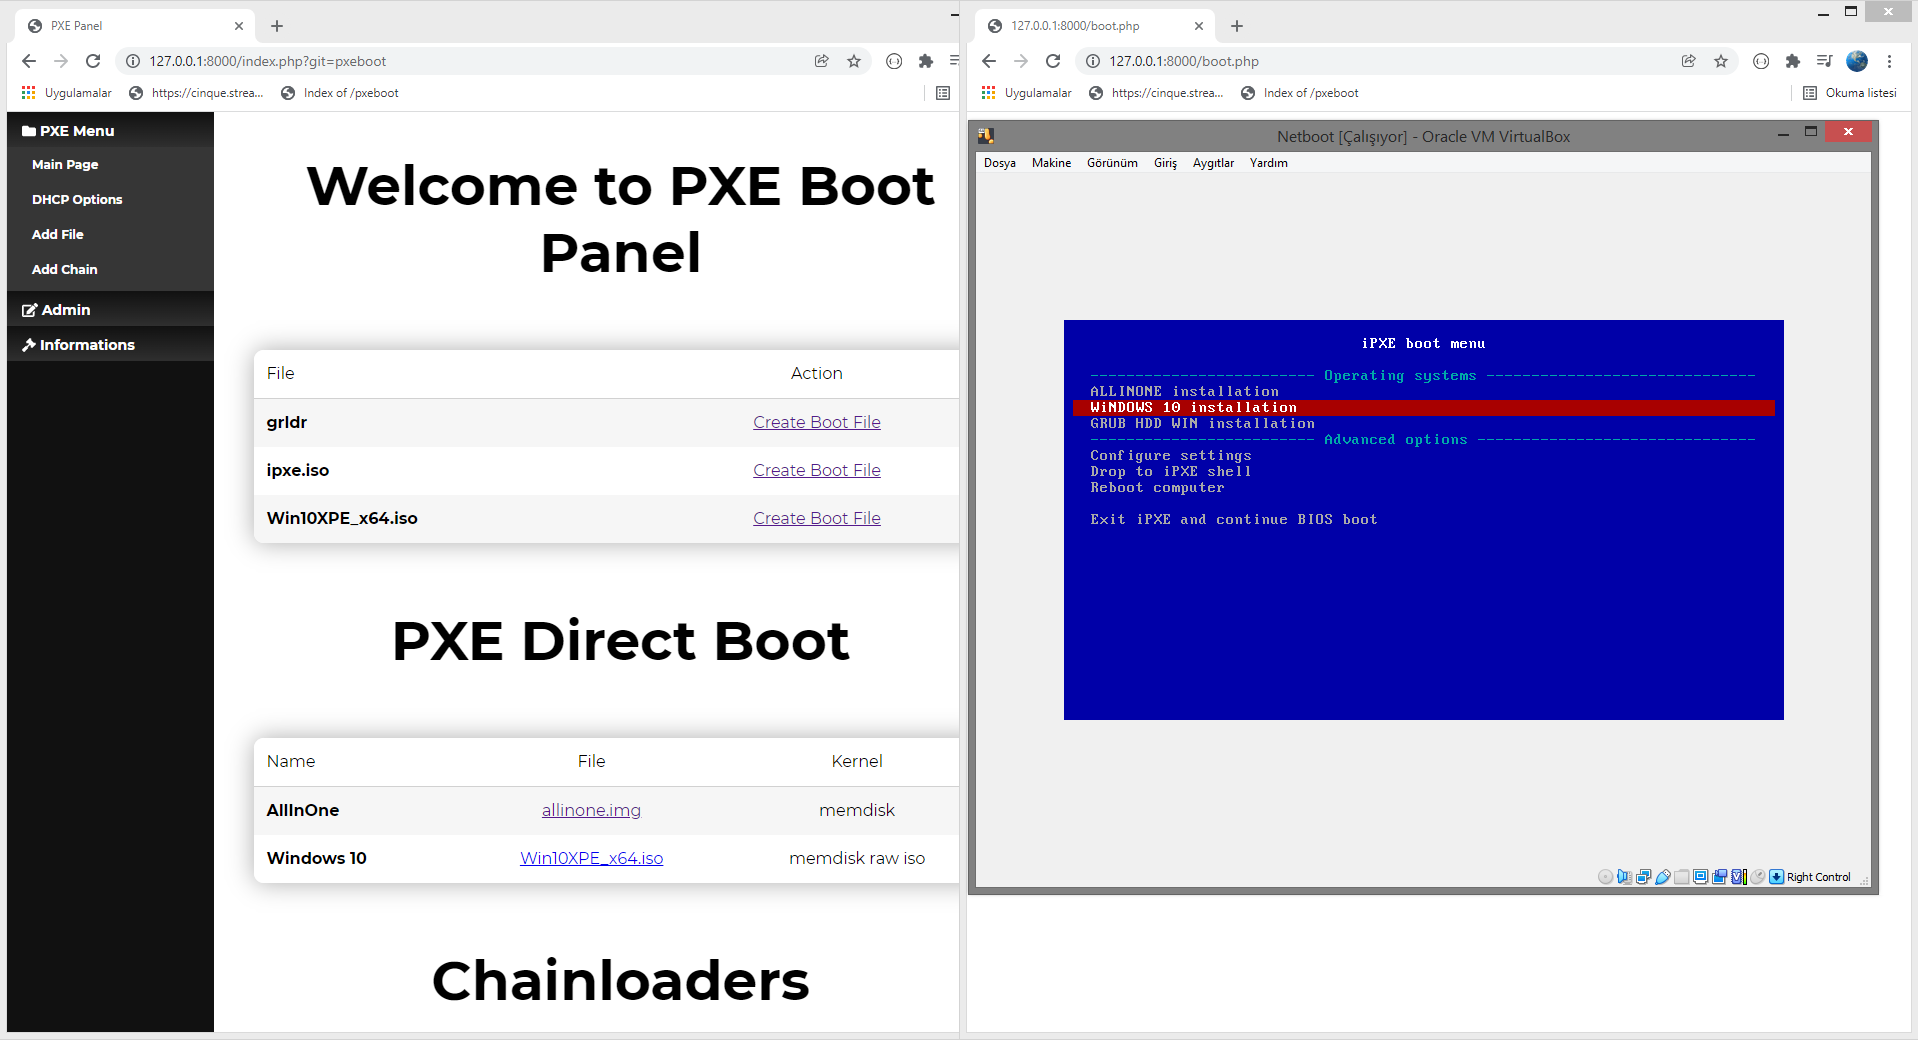 PXE Panel
127.0.0.1:8000/index.php?git=pxeboot
Uygulamalar
https://cinque.strea...
Index of /pxeboot
PXE Menu
Main Page
DHCP Options
Add File
Add Chain
Admin
Informations
Welcome to PXE Boot
Panel
File Action
grldr Create Boot File
ipxe.iso Create Boot File
Win10XPE_x64.iso Create Boot File
PXE Direct Boot
Name File Kernel
AllInOne allinone.img memdisk
Windows 10 Win10XPE_x64.iso memdisk raw iso
Chainloaders
127.0.0.1:8000/boot.php
127.0.0.1:8000/boot.php
Uygulamalar
https://cinque.strea...
Index of /pxeboot
Okuma listesi
Netboot [Çalışıyor] - Oracle VM VirtualBox
Dosya Makine Görünüm Giriş Aygıtlar Yardım
iPXE boot menu
------------------------- Operating systems ------------------------------
ALLINONE installation
WiNDOWS 10 installation
GRUB HDD WIN installation
------------------------- Advanced options -------------------------------
Configure settings
Drop to iPXE shell
Reboot computer
Exit iPXE and continue BIOS boot
Right Control